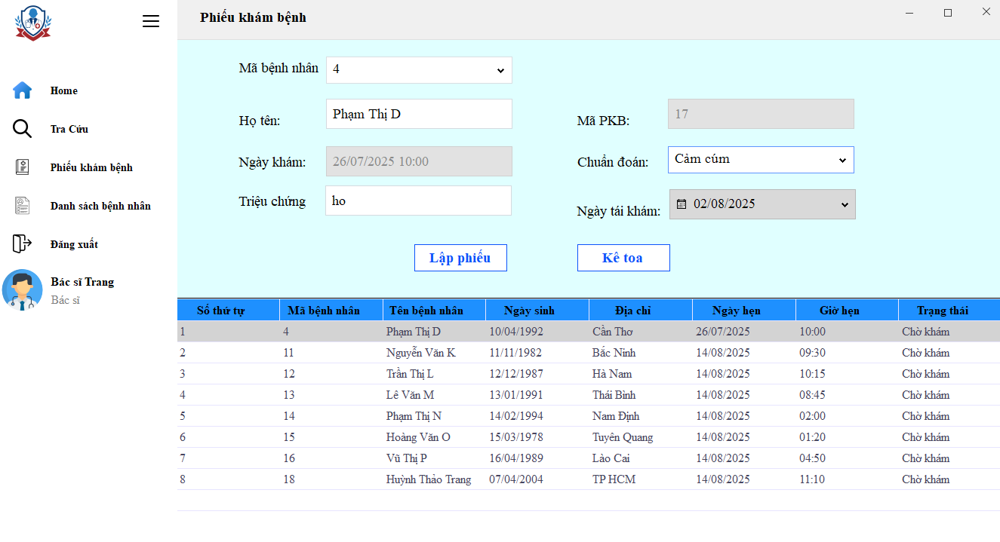 Phiếu khám bệnh
Home
Tra Cứu
Phiếu khám bệnh
Danh sách bệnh nhân
Đăng xuất
Bác sĩ Trang
Bác sĩ
Mã bệnh nhân 4
Họ tên: Phạm Thị D Mã PKB: 17
Ngày khám: 26/07/2025 10:00 Chuẩn đoán: Cảm cúm
Triệu chứng ho Ngày tái khám: 02/08/2025
Lập phiếu Kê toa
Số thứ tự Mã bệnh nhân Tên bệnh nhân Ngày sinh Địa chỉ Ngày hẹn Giờ hẹn Trạng thái
1 4 Phạm Thị D 10/04/1992 Cần Thơ 26/07/2025 10:00 Chờ khám
2 11 Nguyễn Văn K 11/11/1982 Bắc Ninh 14/08/2025 09:30 Chờ khám
3 12 Trần Thị L 12/12/1987 Hà Nam 14/08/2025 10:15 Chờ khám
4 13 Lê Văn M 13/01/1991 Thái Bình 14/08/2025 08:45 Chờ khám
5 14 Phạm Thị N 14/02/1994 Nam Định 14/08/2025 02:00 Chờ khám
6 15 Hoàng Văn O 15/03/1978 Tuyên Quang 14/08/2025 01:20 Chờ khám
7 16 Vũ Thị P 16/04/1989 Lào Cai 14/08/2025 04:50 Chờ khám
8 18 Huỳnh Thảo Trang 07/04/2004 TP HCM 14/08/2025 11:10 Chờ khám